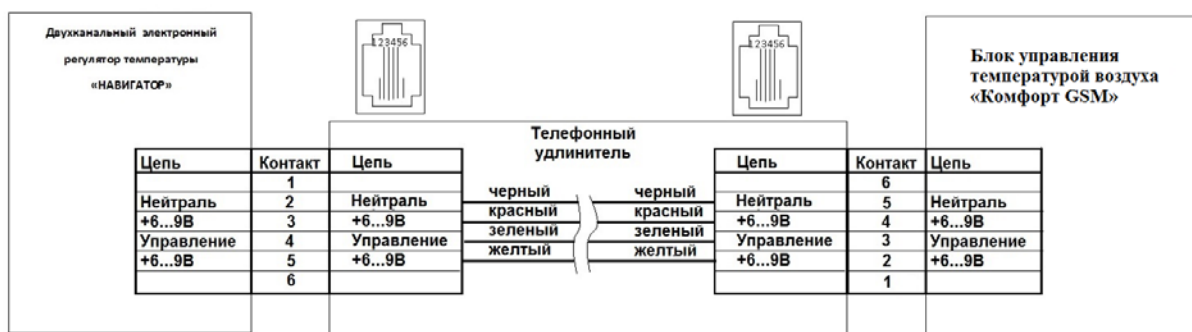 Двухканальный электронный
регулятор температуры
«НАВИГАТОР»
123456
123456
Блок управления
температурой воздуха
«Комфорт GSM»
Телефонный
удлинитель
Цепь Контакт Цепь Цепь Контакт Цепь
1 6
Нейтраль 2 Нейтраль черный черный Нейтраль 5 Нейтраль
+6...9В 3 +6...9В красный красный +6...9В 4 +6...9В
Управление 4 Управление зеленый зеленый Управление 3 Управление
+6...9В 5 +6...9В желтый желтый +6...9В 2 +6...9В
6 1